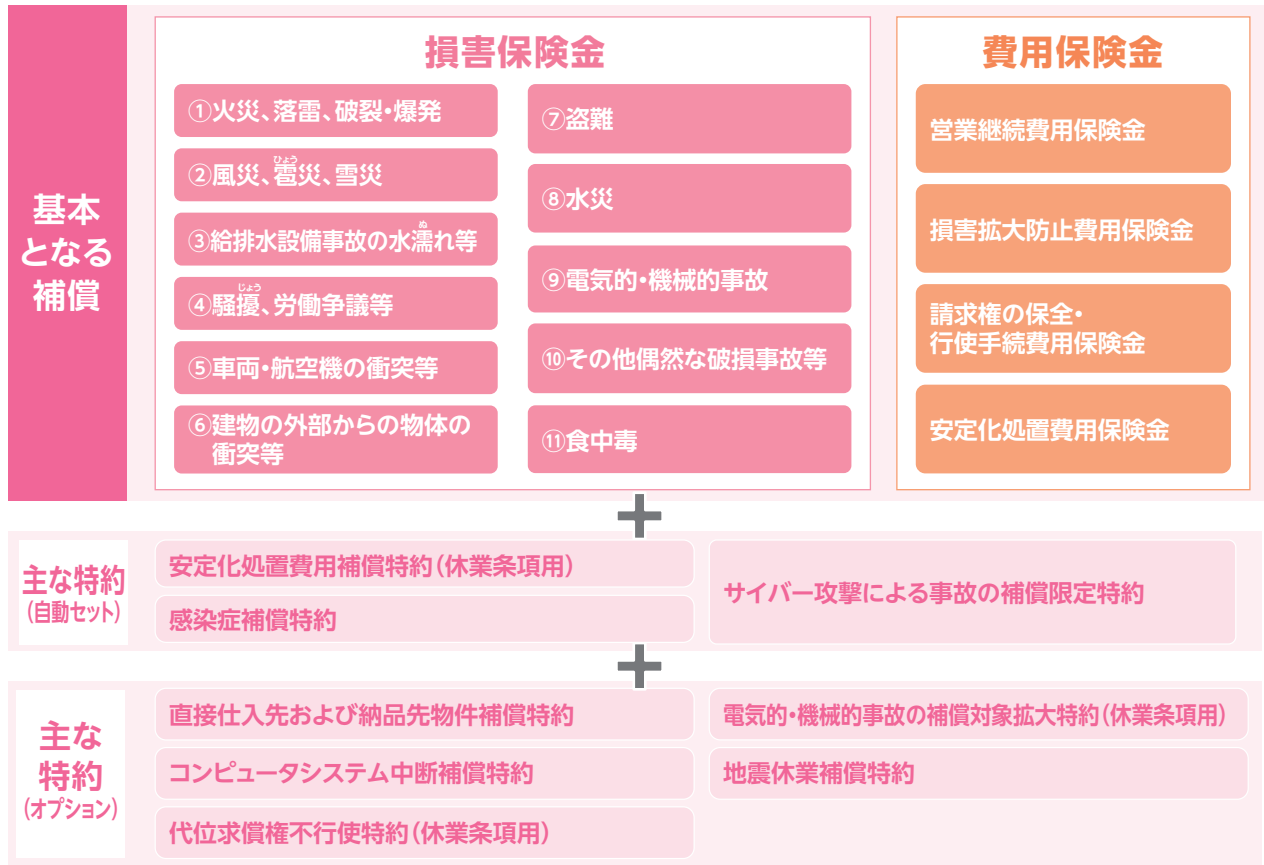 基本
となる
補償
損害保険金
①火災、落雷、破裂・爆発
②風災、雹災、雪災
ひょう
③給排水設備事故の水濡れ等
ぬ
④騒擾、労働争議等
じょう
⑤車両・航空機の衝突等
⑥建物の外部からの物体の
衝突等
⑦盗難
⑧水災
⑨電気的・機械的事故
⑩その他偶然な破損事故等
⑪食中毒
費用保険金
営業継続費用保険金
損害拡大防止費用保険金
請求権の保全・
行使手続費用保険金
安定化処置費用保険金
+
主な特約
(自動セット)
安定化処置費用補償特約(休業条項用)
感染症補償特約
サイバー攻撃による事故の補償限定特約
+
主な
特約
(オプション)
直接仕入先および納品先物件補償特約
コンピュータシステム中断補償特約
代位求償権不行使特約(休業条項用)
電気的・機械的事故の補償対象拡大特約(休業条項用)
地震休業補償特約